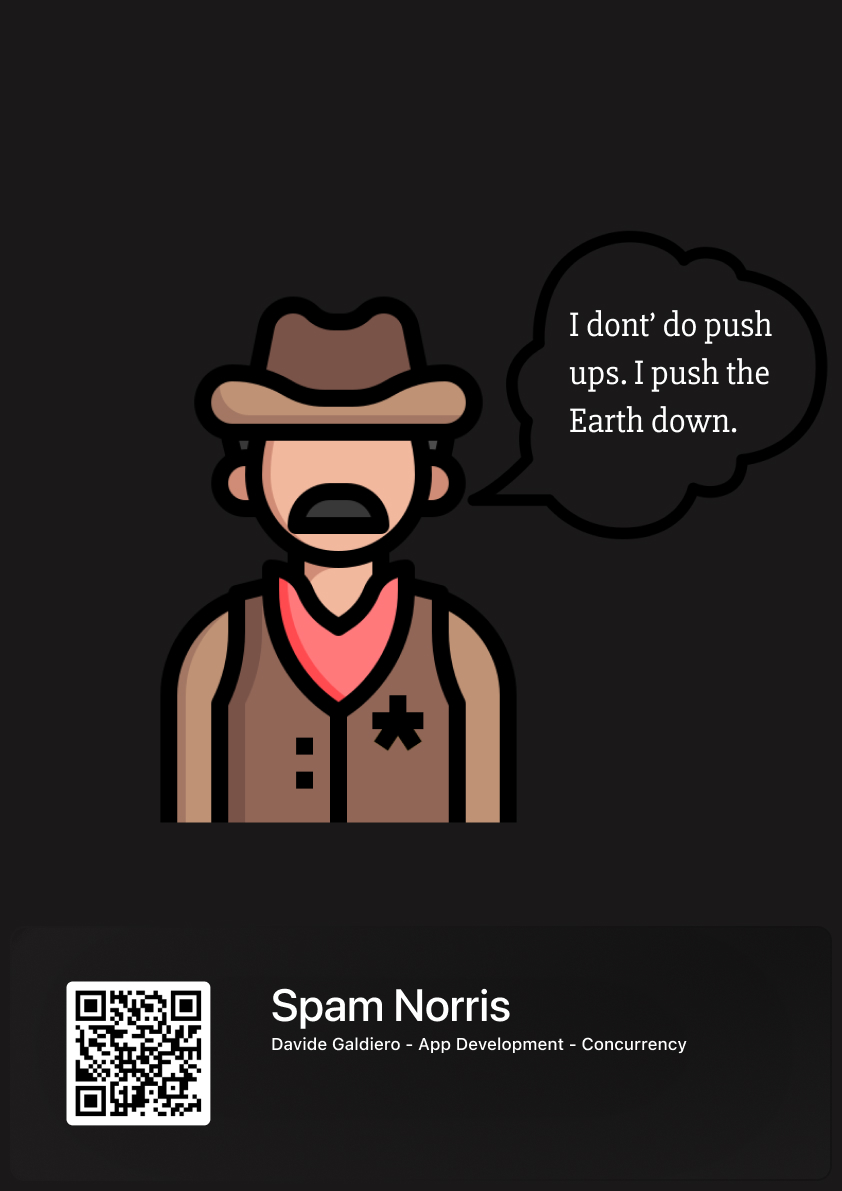 I dont’ do push
ups. I push the
Earth down.
Spam Norris
Davide Galdiero - App Development - Concurrency